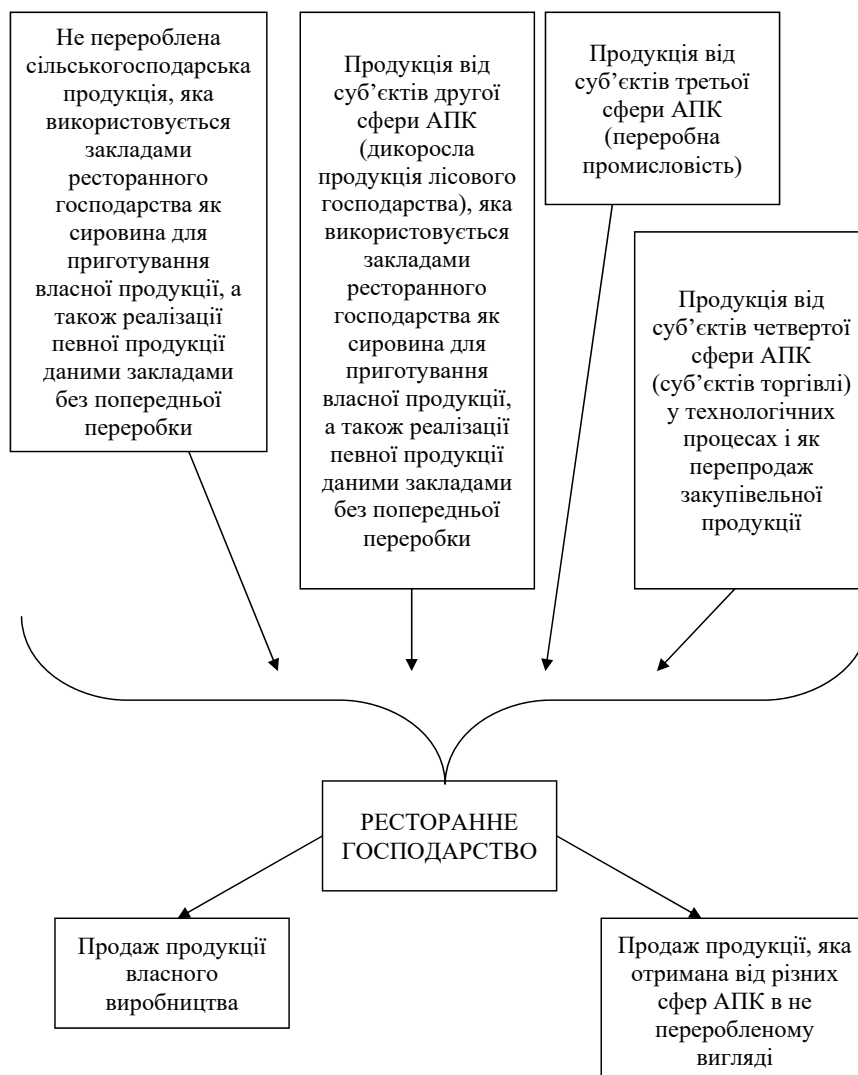 Не перероблена
сільськогосподарська
продукція, яка
використовується
закладами
ресторанного
господарства як
сировина для
приготування
власної продукції, а
також реалізації
певної продукції
даними закладами
без попередньої
переробки
Продукція від
суб’єктів другої
сфери АПК
(дикоросла
продукція лісового
господарства), яка
використовується
закладами
ресторанного
господарства як
сировина для
приготування
власної продукції,
а також реалізації
певної продукції
даними закладами
без попередньої
переробки
Продукція від
суб’єктів третьої
сфери АПК
(переробна
промисловість)
Продукція від
суб’єктів четвертої
сфери АПК
(суб’єктів торгівлі)
у технологічних
процесах і як
перепродаж
закупівельної
продукції
РЕСТОРАННЕ
ГОСПОДАРСТВО
Продаж продукції
власного
виробництва
Продаж продукції, яка
отримана від різних
сфер АПК в не
переробленому
вигляді